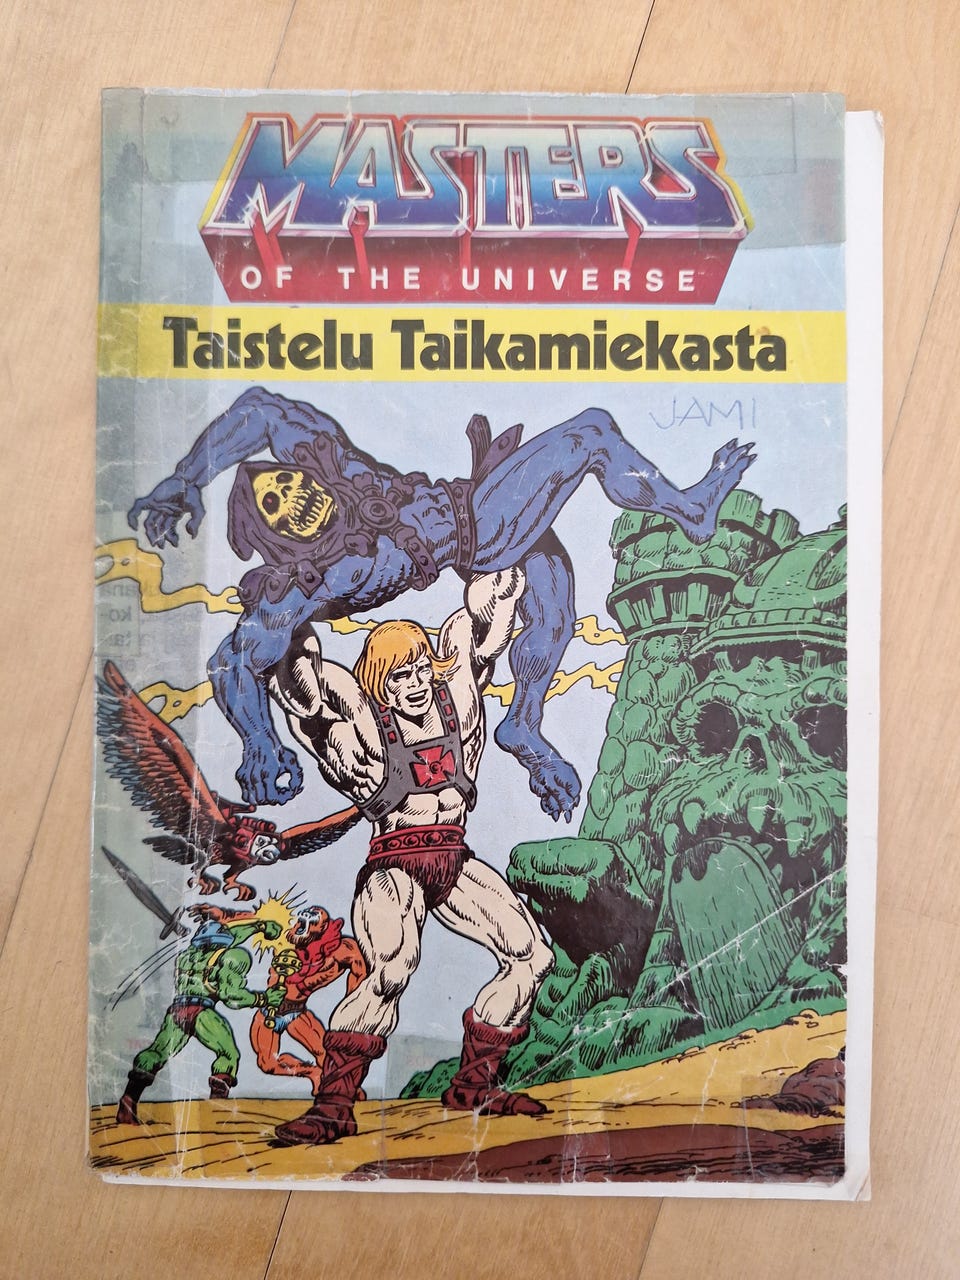 MASTERS
OF THE UNIVERSE
Taistelu Taikamiekasta
JAMI